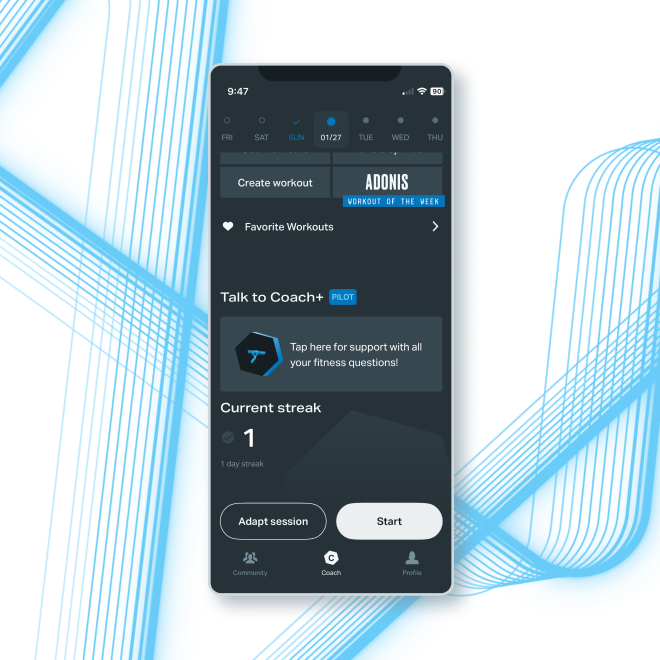 9:47
90
FRI SAT SUN 01/27 TUE WED THU
Create workout
ADONIS
WORKOUT OF THE WEEK
Favorite Workouts
Talk to Coach+ PILOT
Tap here for support with all
your fitness questions!
Current streak
1
1 day streak
Adapt session
Start
C
Community
Coach
Profile